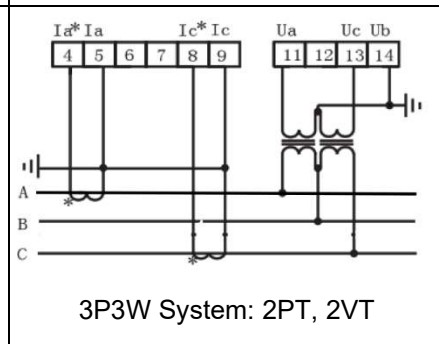 Ia* Ia Ic* Ic Ua Uc Ub
4 5 6 7 8 9 11 12 13 14
A
*
B
C
*
3P3W System: 2PT, 2VT